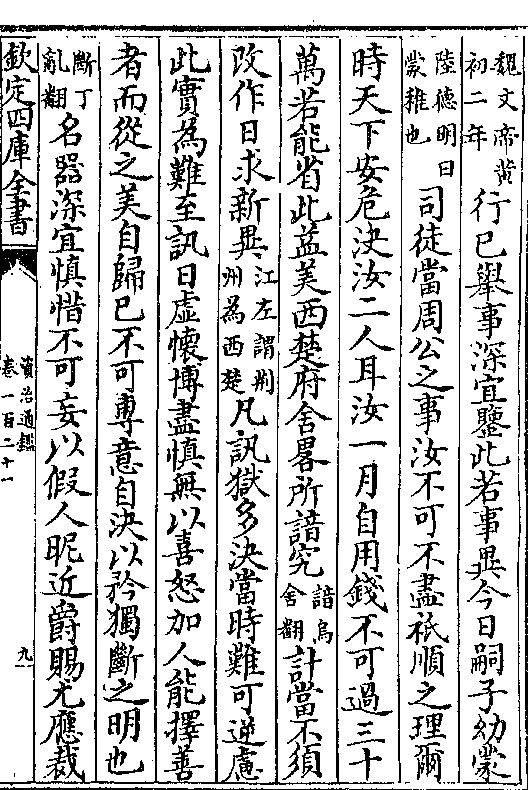 魏文帝黄
初二年
行已舉事深宜鑒此若事異今日嗣子幼蒙
陸德明曰
蒙稚也
司徒當周公之事汝不可不盡祇順之理爾
時天下安危決汝二人耳汝一月自用錢不可過三十
萬若能省此益美西楚府舍畧所諳究
諳烏
含翻
計當不須
改作日求新異
江左謂荆
州為西楚
凡訊獄多決當時難可逆慮
此實為難至訊日虛懷博盡慎無以喜怒加人能擇善
者而從之美自歸已不可專意自決以矜獨斷之明也
斷丁
亂翻
名器深宜慎惜不可妄以假人昵近爵賜尤應裁
欽定四庫全書
資治通鑑
卷一百二十一
九